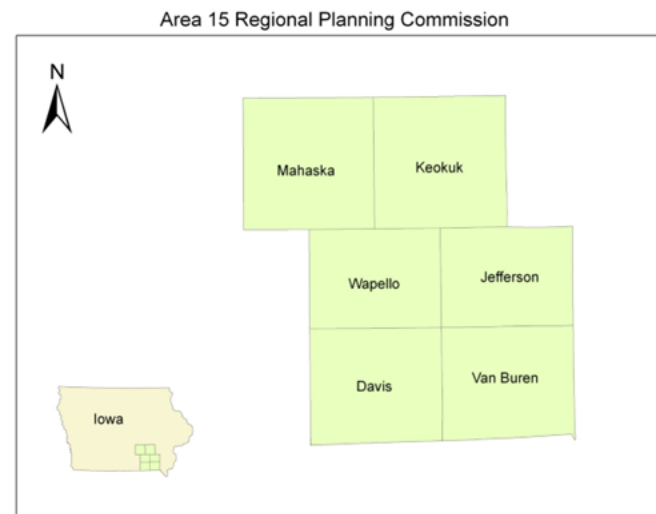 Area 15 Regional Planning Commission
N
Mahaska
Keokuk
Wapello
Jefferson
Davis
Van Buren
Iowa